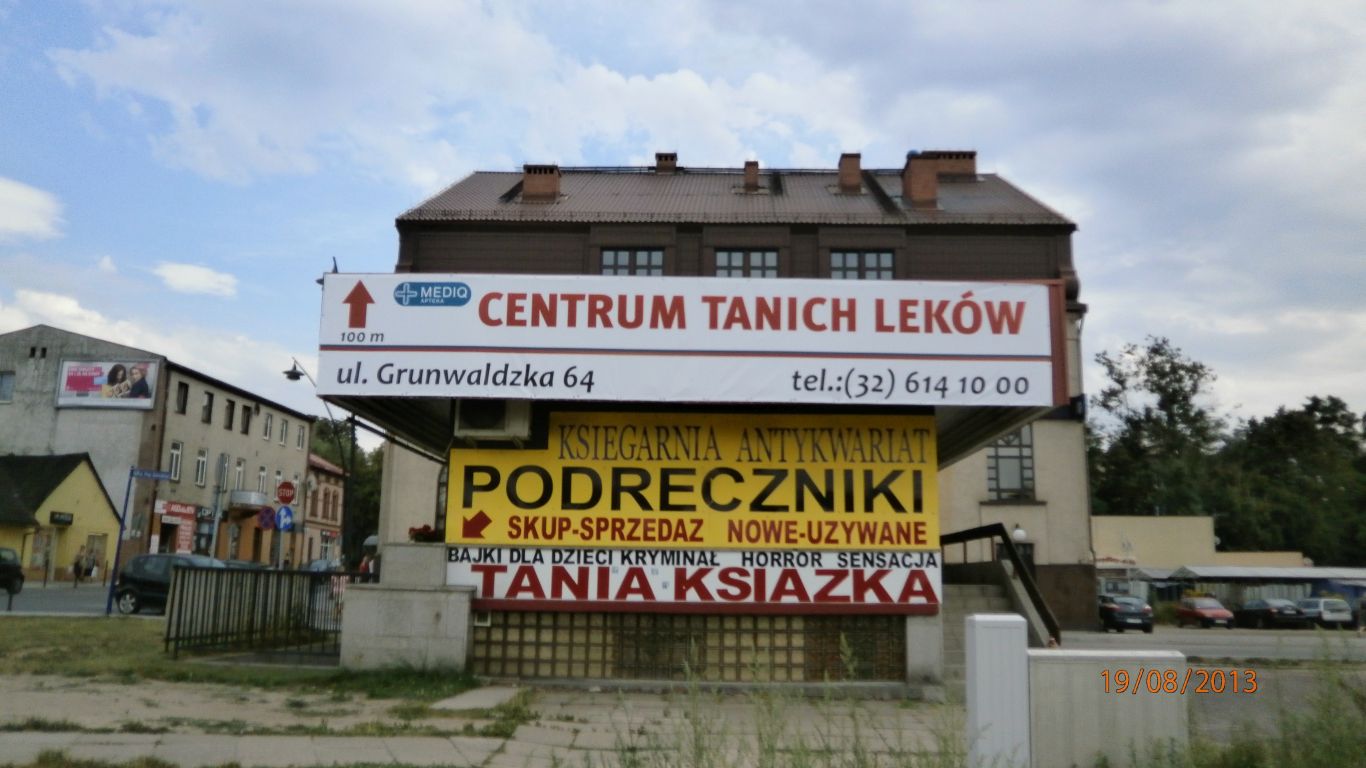 MEDIQ
APTEKA
CENTRUM TANICH LEKÓW
100 m
ul. Grunwaldzka 64 tel.:(32) 614 10 00
KSIEGARNIA ANTYKWARIAT
PODRECZNIKI
SKUP-SPRZEDAZ NOWE-UZYWANE
BAJKI DLA DZIECI KRYMINAŁ HORROR SENSACJA
TANIA KSIAZKA
STOP
19/08/2013